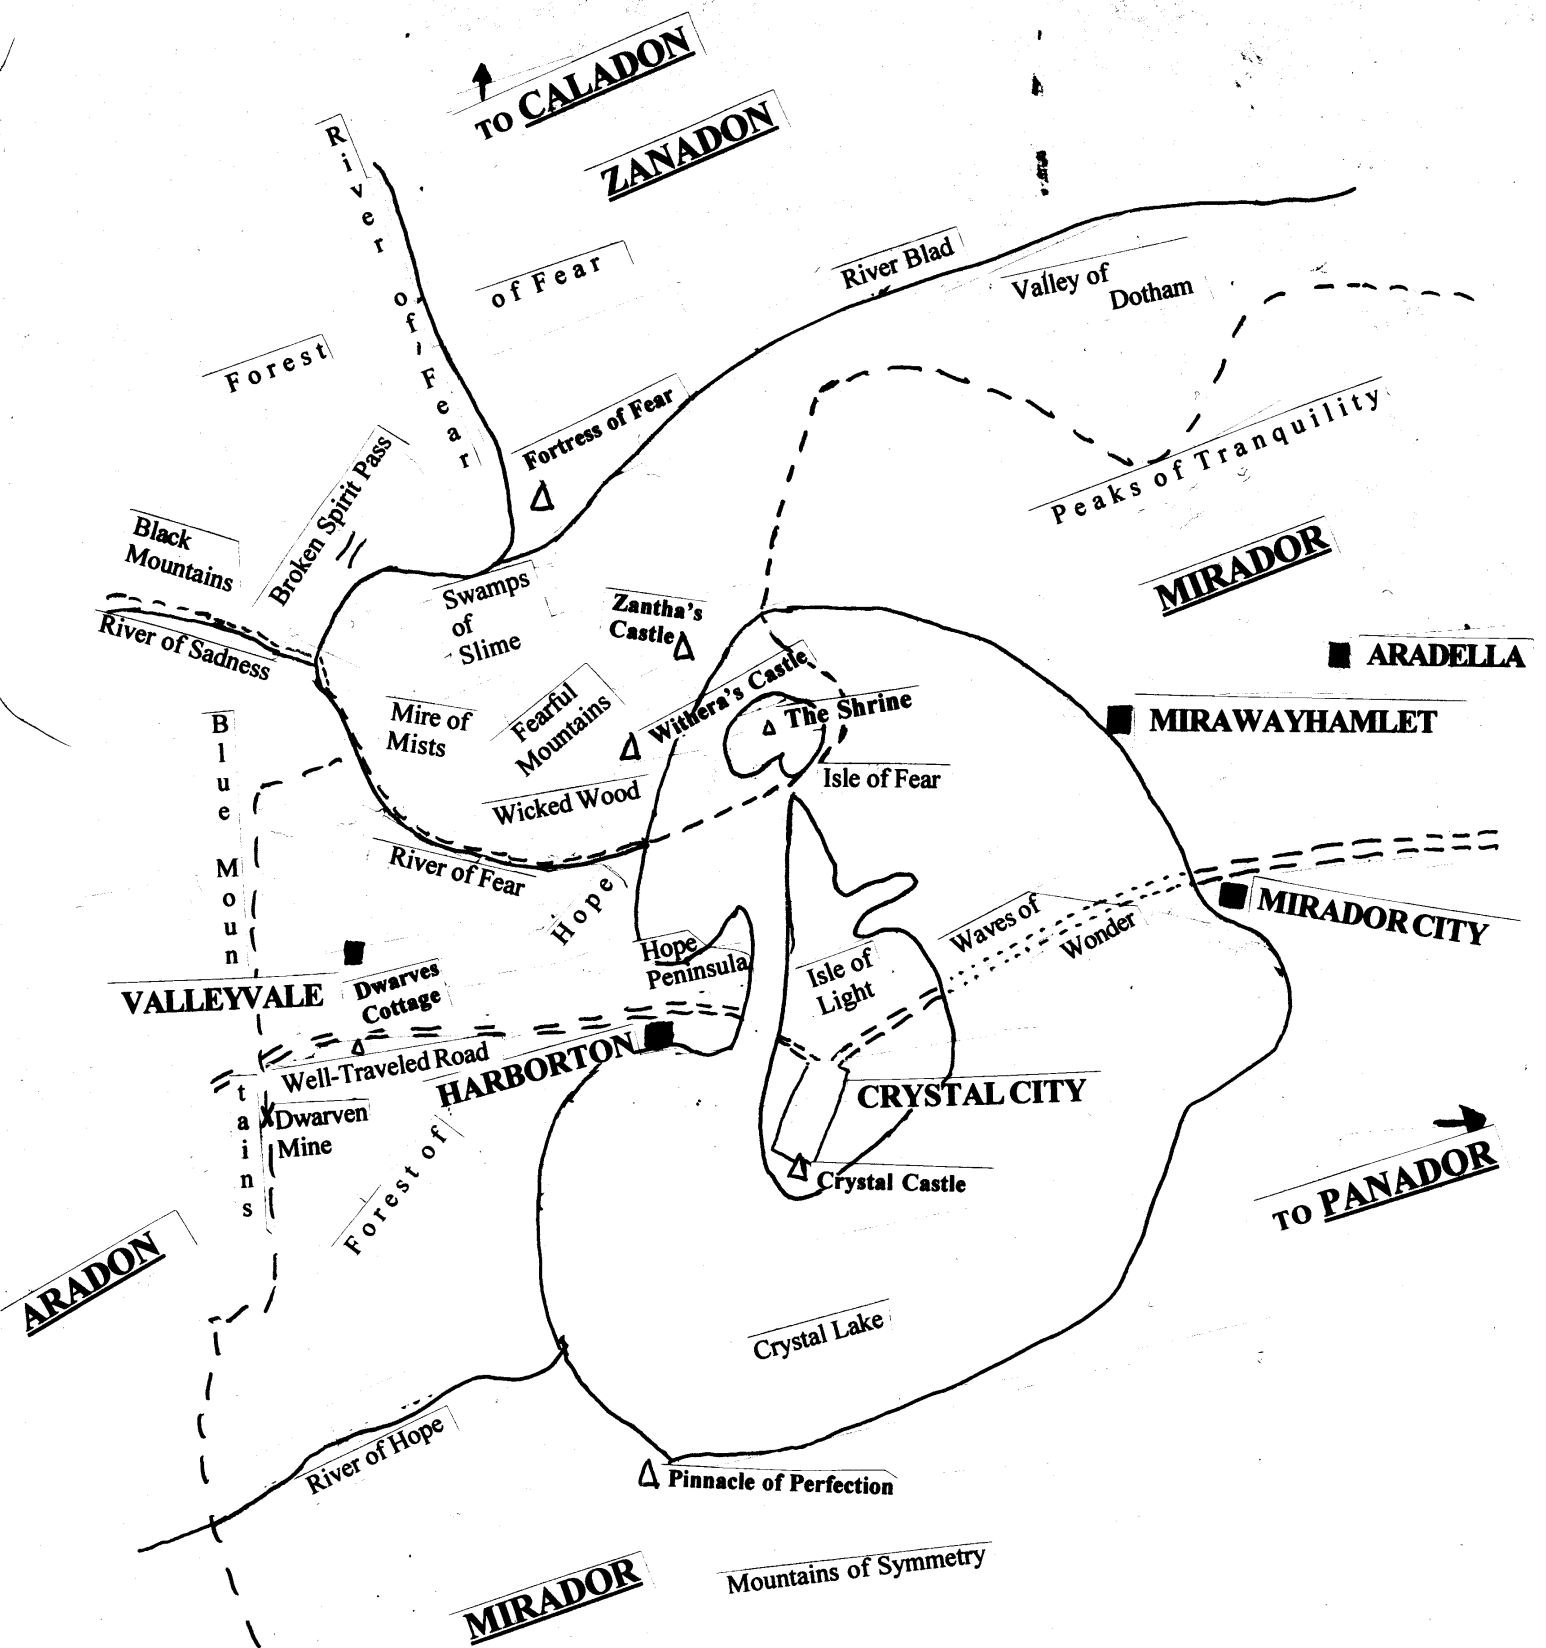 TO CALADON
ZANADON
River of Fear
of Fear
Forest
River Blad
Valley of
Dotham
Fortress of Fear
Broken Spirit Pass
Peaks of Tranquility
Black
Mountains
River of Sadness
Swamps
of
Slime
Zantha's
Castle
MIRADOR
ARADELLA
MIRAWAYHAMLET
Withera's Castle
The Shrine
Isle of Fear
Mire of
Mists
Fearful
Mountains
Wicked Wood
River of Fear
Blue Moun
Hope
Hope
Peninsula
Isle of
Light
Waves of
Wonder
MIRADOR CITY
VALLEYVALE
Dwarves
Cottage
Well-Traveled Road
HARBORTON
tains
Dwarven
Mine
Forest of
CRYSTAL CITY
Crystal Castle
TO PANADOR
ARADON
Crystal Lake
River of Hope
Pinnacle of Perfection
Mountains of Symmetry
MIRADOR